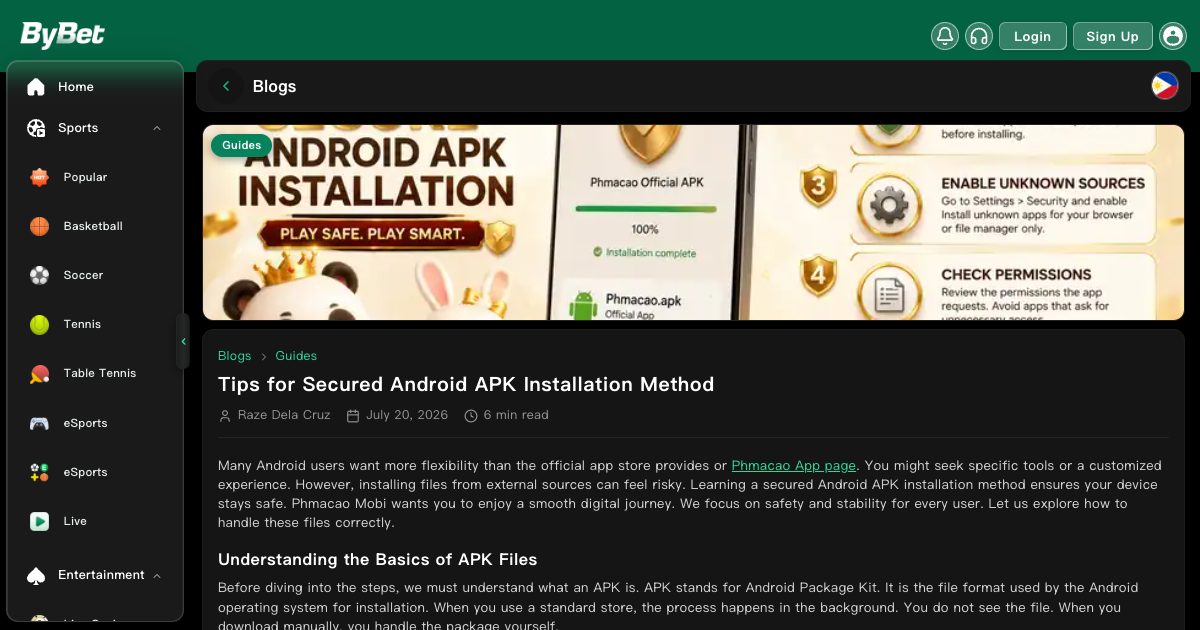 ByBet
Login
Sign Up
Home
Sports
Popular
Basketball
Soccer
Tennis
Table Tennis
eSports
eSports
Live
Entertainment
Blogs
Guides
ANDROID APK
INSTALLATION
PLAY SAFE. PLAY SMART.
Phmacao Official APK
100%
Installation complete
Phmacao.apk
Official App
before installing.
3
ENABLE UNKNOWN SOURCES
Go to Settings > Security and enable
Install unknown apps for your browser
or file manager only.
4
CHECK PERMISSIONS
Review the permissions the app
requests. Avoid apps that ask for
unnecessary access.
Blogs > Guides
Tips for Secured Android APK Installation Method
Raze Dela Cruz July 20, 2026 6 min read
Many Android users want more flexibility than the official app store provides or Phmacao App page. You might seek specific tools or a customized
experience. However, installing files from external sources can feel risky. Learning a secured Android APK installation method ensures your device
stays safe. Phmacao Mobi wants you to enjoy a smooth digital journey. We focus on safety and stability for every user. Let us explore how to
handle these files correctly.
Understanding the Basics of APK Files
Before diving into the steps, we must understand what an APK is. APK stands for Android Package Kit. It is the file format used by the Android
operating system for installation. When you use a standard store, the process happens in the background. You do not see the file. When you
download manually, you handle the package yourself.